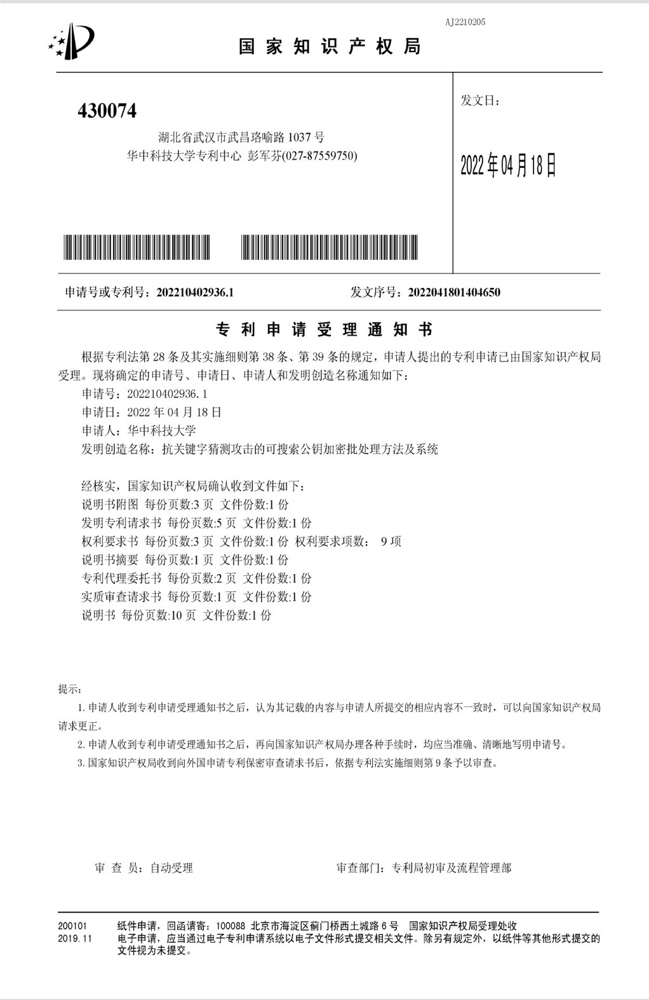 AJ2210205
国家知识产权局
430074
湖北省武汉市武昌珞喻路 1037 号
华中科技大学专利中心 彭军芬(027-87559750)
发文日：
2022 年 04 月 18 日
申请号或专利号：202210402936.1
发文序号：2022041801404650
专利申请受理通知书
根据专利法第 28 条及其实施细则第 38 条、第 39 条的规定，申请人提出的专利申请已由国家知识产权局
受理。现将确定的申请号、申请日、申请人和发明创造名称通知如下：
申请号：202210402936.1
申请日：2022 年 04 月 18 日
申请人：华中科技大学
发明创造名称：抗关键字猜测攻击的可搜索公钥加密批处理方法及系统
经核实，国家知识产权局确认收到文件如下：
说明书附图 每份页数:3 页 文件份数:1 份
发明专利请求书 每份页数:5 页 文件份数:1 份
权利要求书 每份页数:3 页 文件份数:1 份 权利要求项数： 9 项
说明书摘要 每份页数:1 页 文件份数:1 份
专利代理委托书 每份页数:2 页 文件份数:1 份
实质审查请求书 每份页数:1 页 文件份数:1 份
说明书 每份页数:10 页 文件份数:1 份
提示：
1. 申请人收到专利申请受理通知书之后，认为其记载的内容与申请人所提交的相应内容不一致时，可以向国家知识产权局
请求更正。
2. 申请人收到专利申请受理通知书之后，再向国家知识产权局办理各种手续时，均应当准确、清晰地写明申请号。
3. 国家知识产权局收到向外国申请专利保密审查请求书后，依据专利法实施细则第 9 条予以审查。
审 查 员：自动受理
审查部门：专利局初审及流程管理部
200101 纸件申请，回函请寄：100088 北京市海淀区蓟门桥西土城路 6 号 国家知识产权局受理处收
2019.11 电子申请，应当通过电子专利申请系统以电子文件形式提交相关文件。除另有规定外，以纸件等其他形式提交的
文件视为未提交。